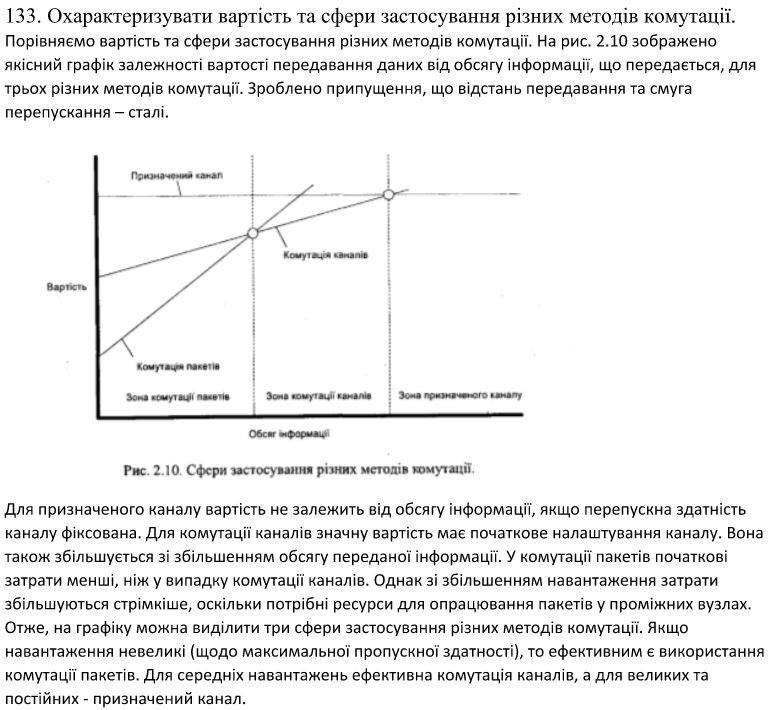 133. Охарактеризувати вартість та сфери застосування різних методів комутації.
Порівняємо вартість та сфери застосування різних методів комутації. На рис. 2.10 зображено
якісний графік залежності вартості передавання даних від обсягу інформації, що передається, для
трьох різних методів комутації. Зроблено припущення, що відстань передавання та смуга
перепускання – сталі.
Призначений канал
Комутація каналів
Вартість
Комутація пакетів
Зона комутації пакетів
Зона комутації каналів
Зона призначеного каналу
Обсяг інформації
Рис. 2.10. Сфери застосування різних методів комутації.
Для призначеного каналу вартість не залежить від обсягу інформації, якщо перепускна здатність
каналу фіксована. Для комутації каналів значну вартість має початкове налаштування каналу. Вона
також збільшується зі збільшенням обсягу переданої інформації. У комутації пакетів початкові
затрати менші, ніж у випадку комутації каналів. Однак зі збільшенням навантаження затрати
збільшуються стрімкіше, оскільки потрібні ресурси для опрацювання пакетів у проміжних вузлах.
Отже, на графіку можна виділити три сфери застосування різних методів комутації. Якщо
навантаження невеликі (щодо максимальної пропускної здатності), то ефективним є використання
комутації пакетів. Для середніх навантажень ефективна комутація каналів, а для великих та
постійних - призначений канал.